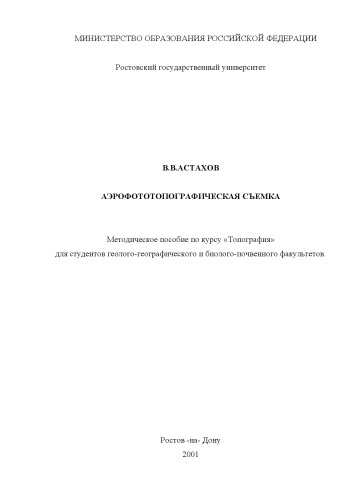 МИНИСТЕРСТВО ОБРАЗОВАНИЯ РОССИЙСКОЙ ФЕДЕРАЦИИ
Ростовский государственный университет
В.В.АСТАХОВ
АЭРОФОТОТОПОГРАФИЧЕСКАЯ СЪЕМКА
Методическое пособие по курсу «Топография»
для студентов геолого-географического и биолого-почвенного факультетов
Ростов -на- Дону
2001